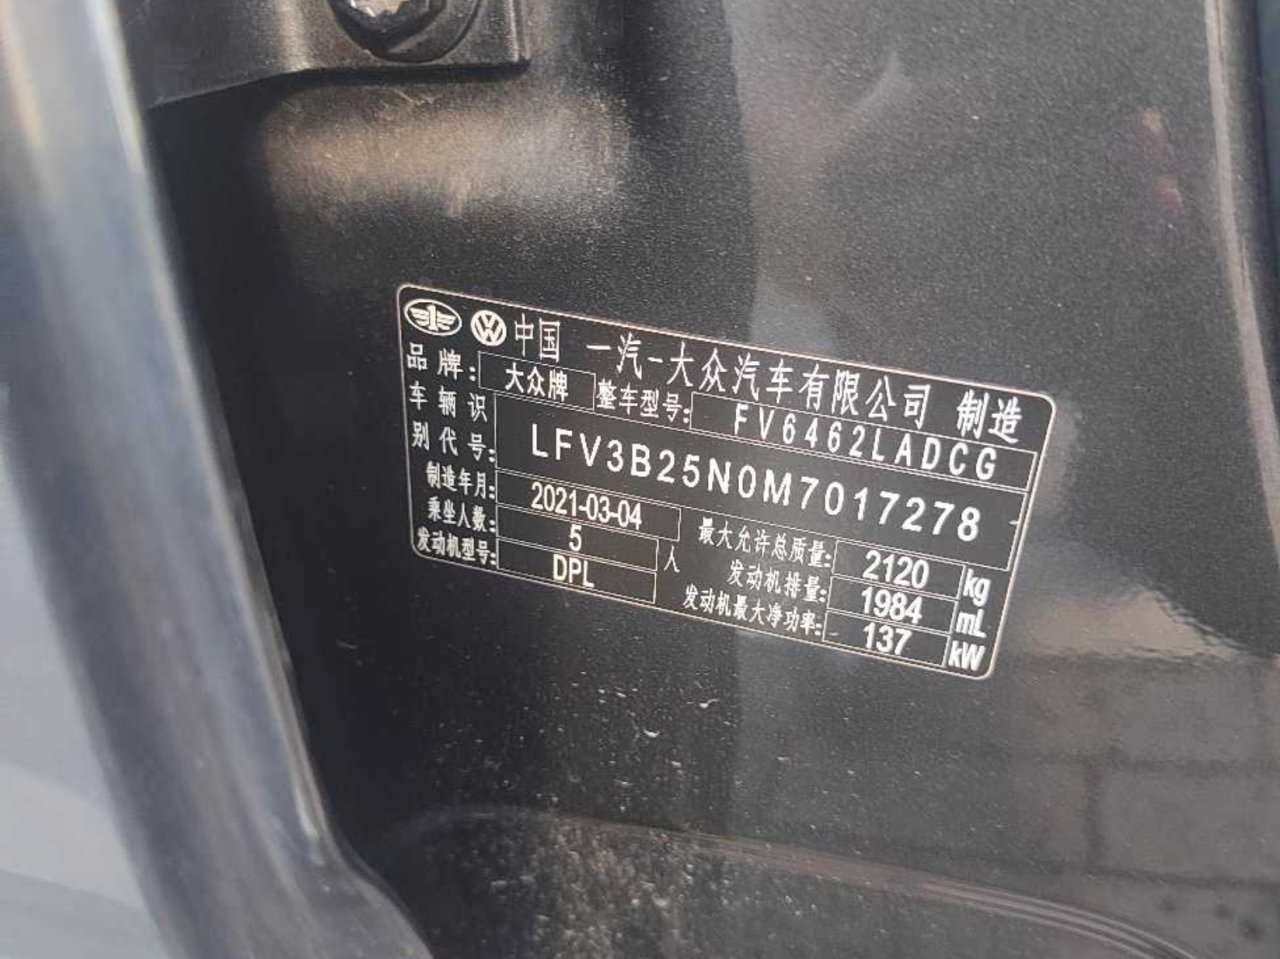 中国 一汽-大众汽车有限公司 制造
品牌: 大众牌 整车型号: FV6462LADCG
车辆识别代号: LFV3B25N0M7017278
制造年月: 2021-03-04 最大允许总质量: 2120 kg
乘坐人数: 5 人 发动机排量: 1984 mL
发动机型号: DPL 发动机最大净功率: 137 kW